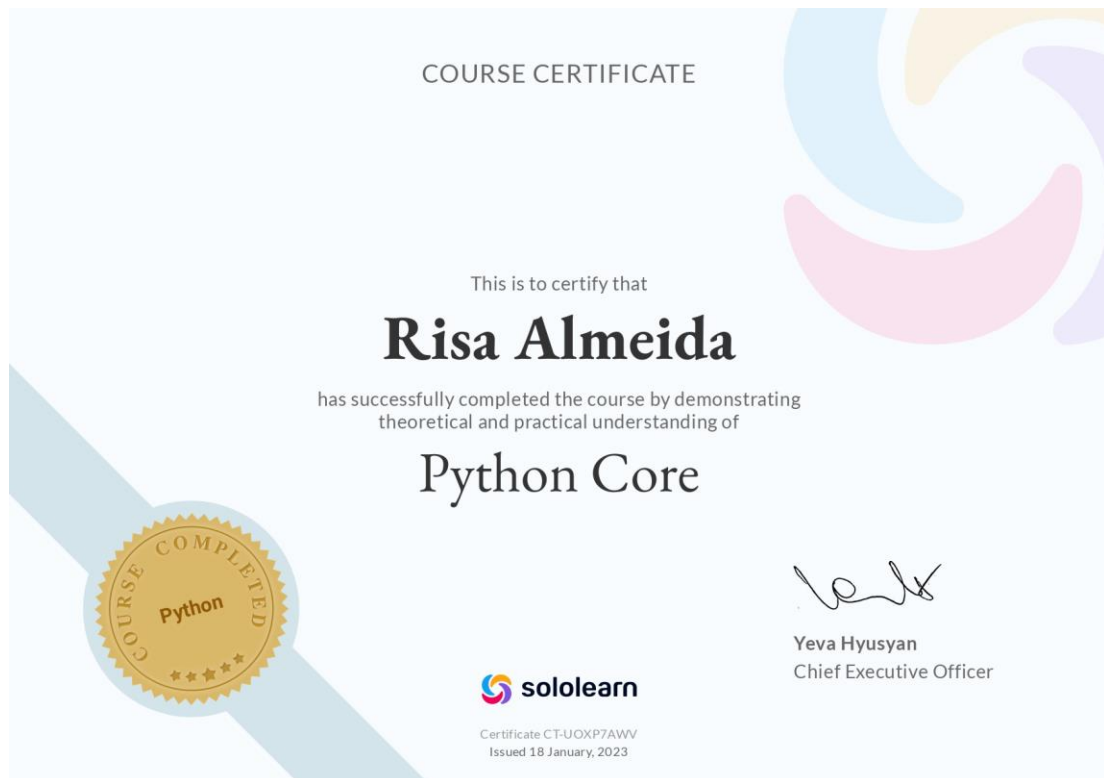 COURSE CERTIFICATE
This is to certify that
Risa Almeida
has successfully completed the course by demonstrating
theoretical and practical understanding of
Python Core
COURSE COMPLETED
Python
Yeva Hyusyan
Chief Executive Officer
sololearn
Certificate CT-UOXP7AWV
Issued 18 January, 2023